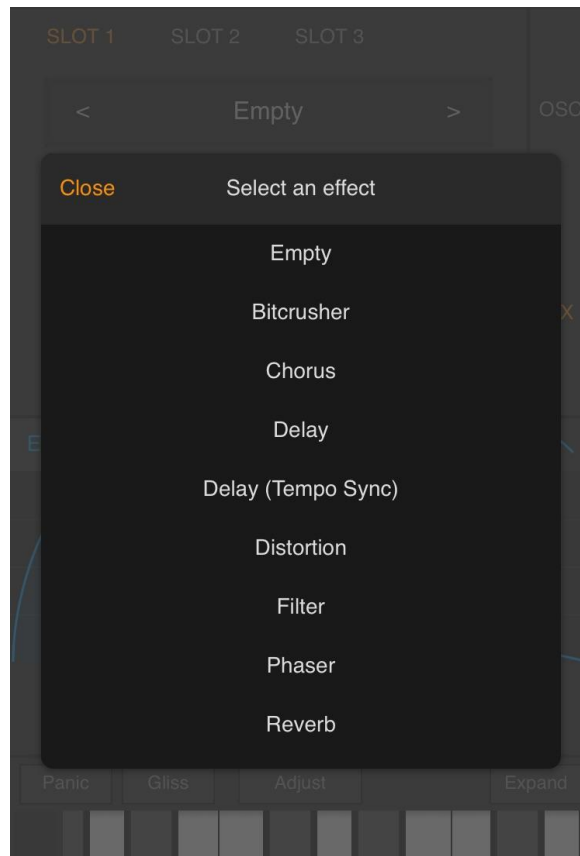 SLOT 1 SLOT 2 SLOT 3
< Empty >
OSC
Close Select an effect
Empty
Bitcrusher
Chorus
Delay
Delay (Tempo Sync)
Distortion
Filter
Phaser
Reverb
X
E
Panic Gliss Adjust Expand